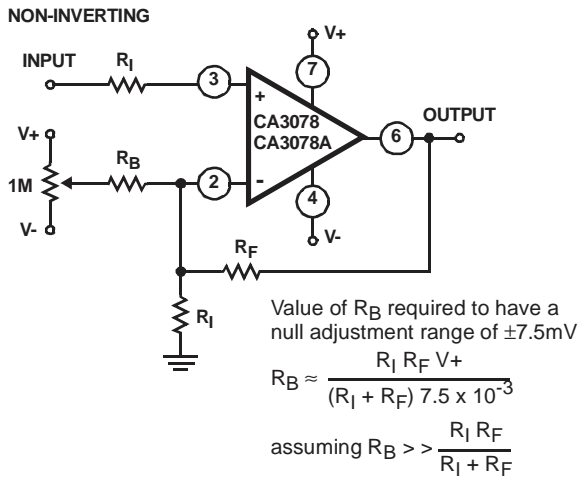 NON-INVERTING
INPUT
R_I
3
+
V+
7
CA3078
CA3078A
OUTPUT
6
V+
1M
V-
R_B
2
-
4
V-
R_F
R_I
Value of R_B required to have a
null adjustment range of ±7.5mV
R_B ≈ R_I R_F V+ / (R_I + R_F) 7.5 x 10^-3
assuming R_B > > R_I R_F / R_I + R_F